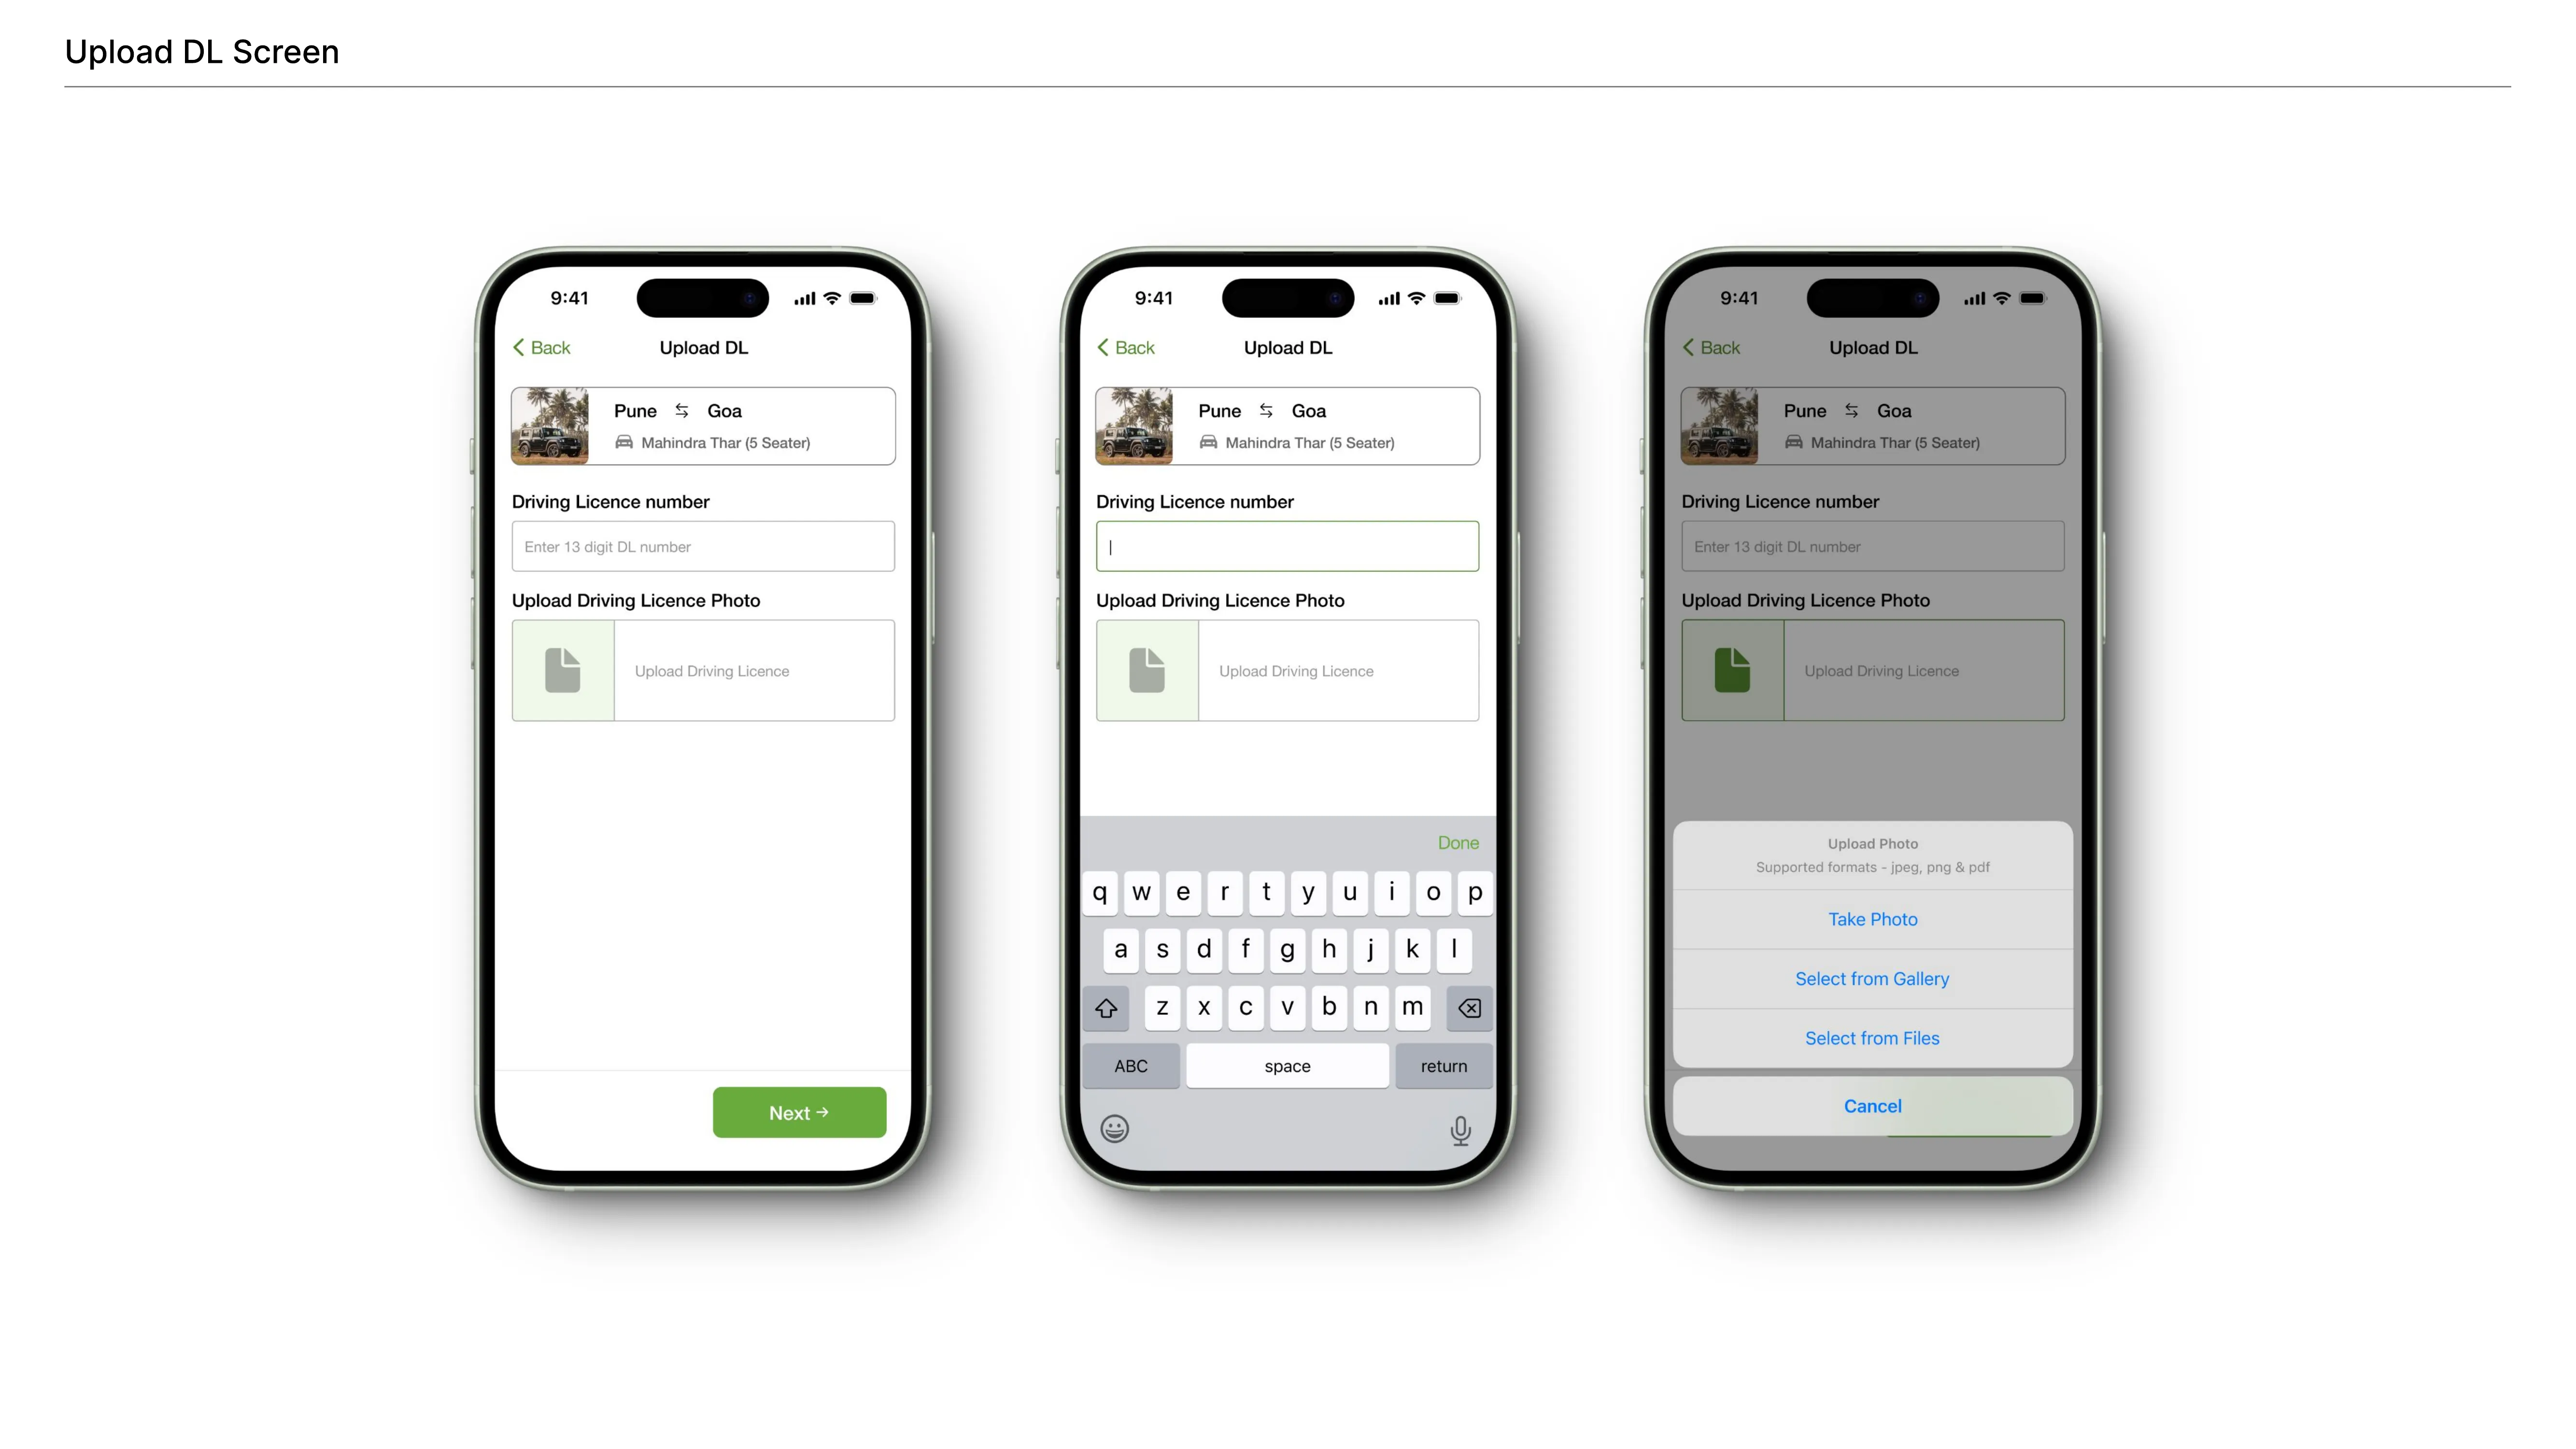 Upload DL Screen
9:41
Back
Upload DL
Pune Goa
Mahindra Thar (5 Seater)
Driving Licence number
Enter 13 digit DL number
Upload Driving Licence Photo
Upload Driving Licence
Next
9:41
Back
Upload DL
Pune Goa
Mahindra Thar (5 Seater)
Driving Licence number
Upload Driving Licence Photo
Upload Driving Licence
Done
q w e r t y u i o p
a s d f g h j k l
z x c v b n m
ABC space return
9:41
Back
Upload DL
Pune Goa
Mahindra Thar (5 Seater)
Driving Licence number
Enter 13 digit DL number
Upload Driving Licence Photo
Upload Driving Licence
Upload Photo
Supported formats - jpeg, png & pdf
Take Photo
Select from Gallery
Select from Files
Cancel